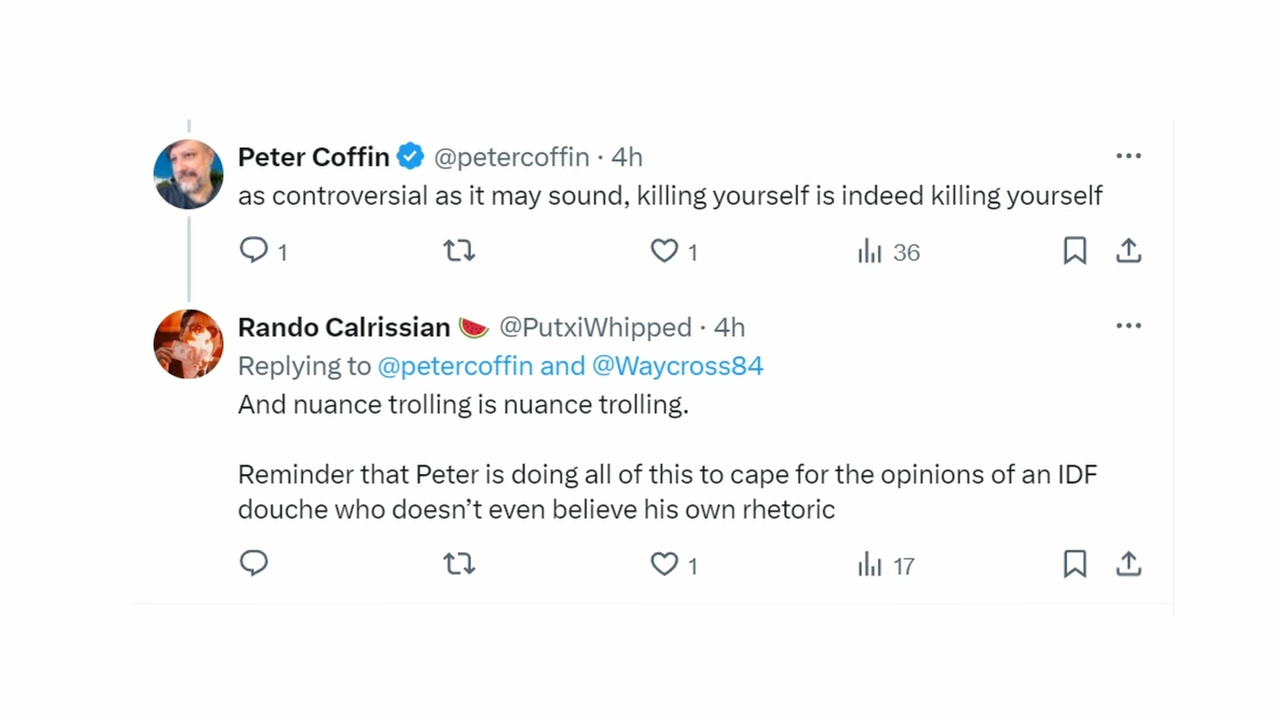 Peter Coffin @petercoffin · 4h
as controversial as it may sound, killing yourself is indeed killing yourself
1 1 36
Rando Calrissian 🍉 @PutxiWhipped · 4h
Replying to @petercoffin and @Waycross84
And nuance trolling is nuance trolling.
Reminder that Peter is doing all of this to cape for the opinions of an IDF
douche who doesn’t even believe his own rhetoric
1 17